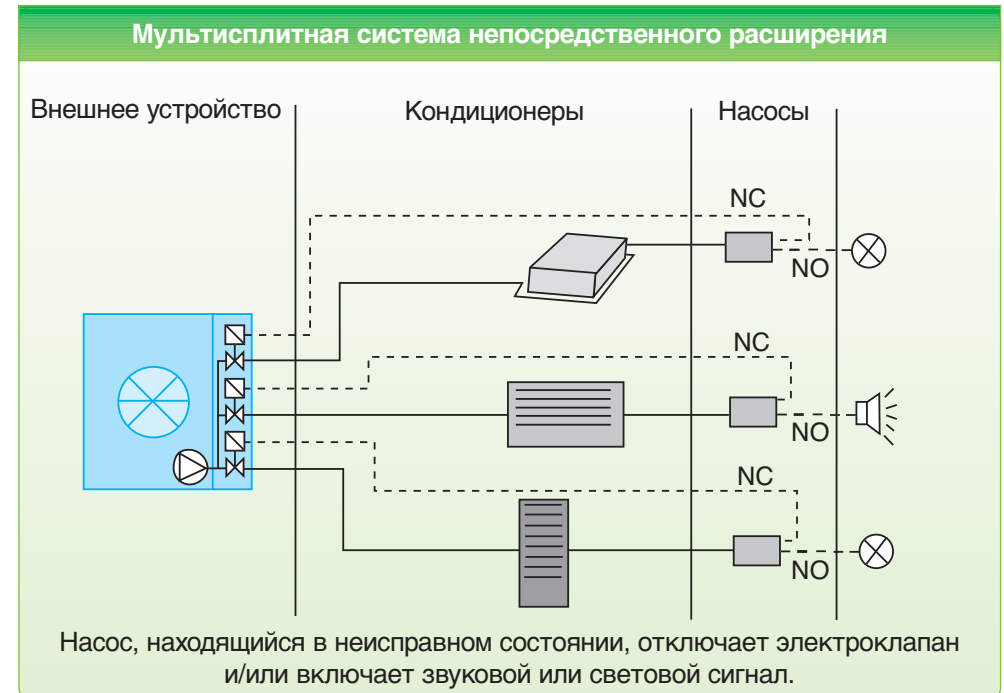 Мультисплитная система непосредственного расширения
Внешнее устройство
Кондиционеры
Насосы
NC
NO
NC
NO
NC
NO
Насос, находящийся в неисправном состоянии, отключает электроклапан
и/или включает звуковой или световой сигнал.